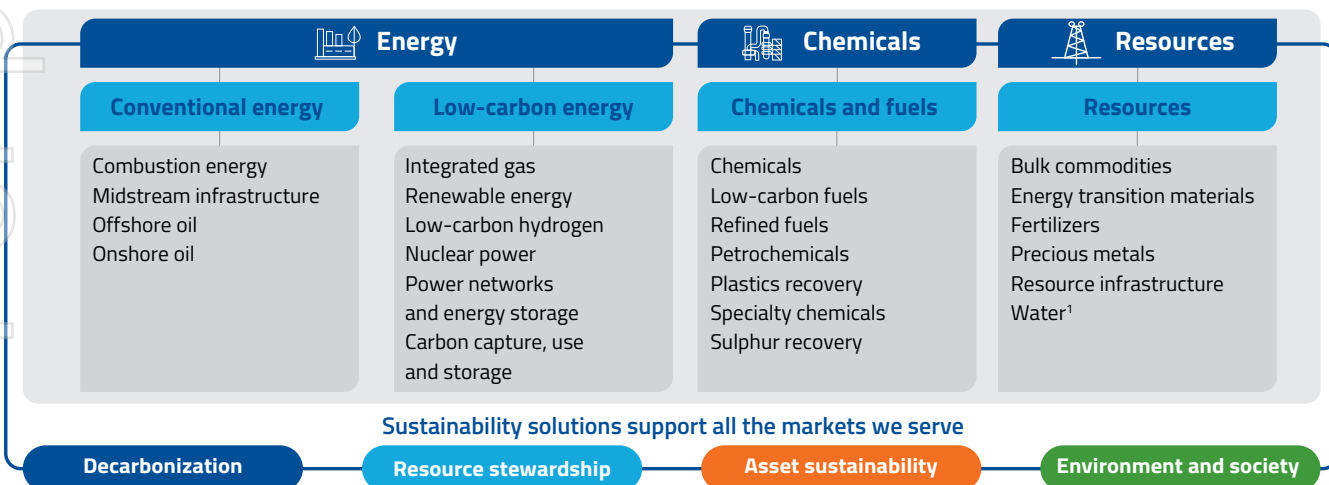 Energy
Chemicals
Resources
Conventional energy
Low-carbon energy
Chemicals and fuels
Resources
Combustion energy
Midstream infrastructure
Offshore oil
Onshore oil
Integrated gas
Renewable energy
Low-carbon hydrogen
Nuclear power
Power networks
and energy storage
Carbon capture, use
and storage
Chemicals
Low-carbon fuels
Refined fuels
Petrochemicals
Plastics recovery
Specialty chemicals
Sulphur recovery
Bulk commodities
Energy transition materials
Fertilizers
Precious metals
Resource infrastructure
Water¹
Sustainability solutions support all the markets we serve
Decarbonization
Resource stewardship
Asset sustainability
Environment and society